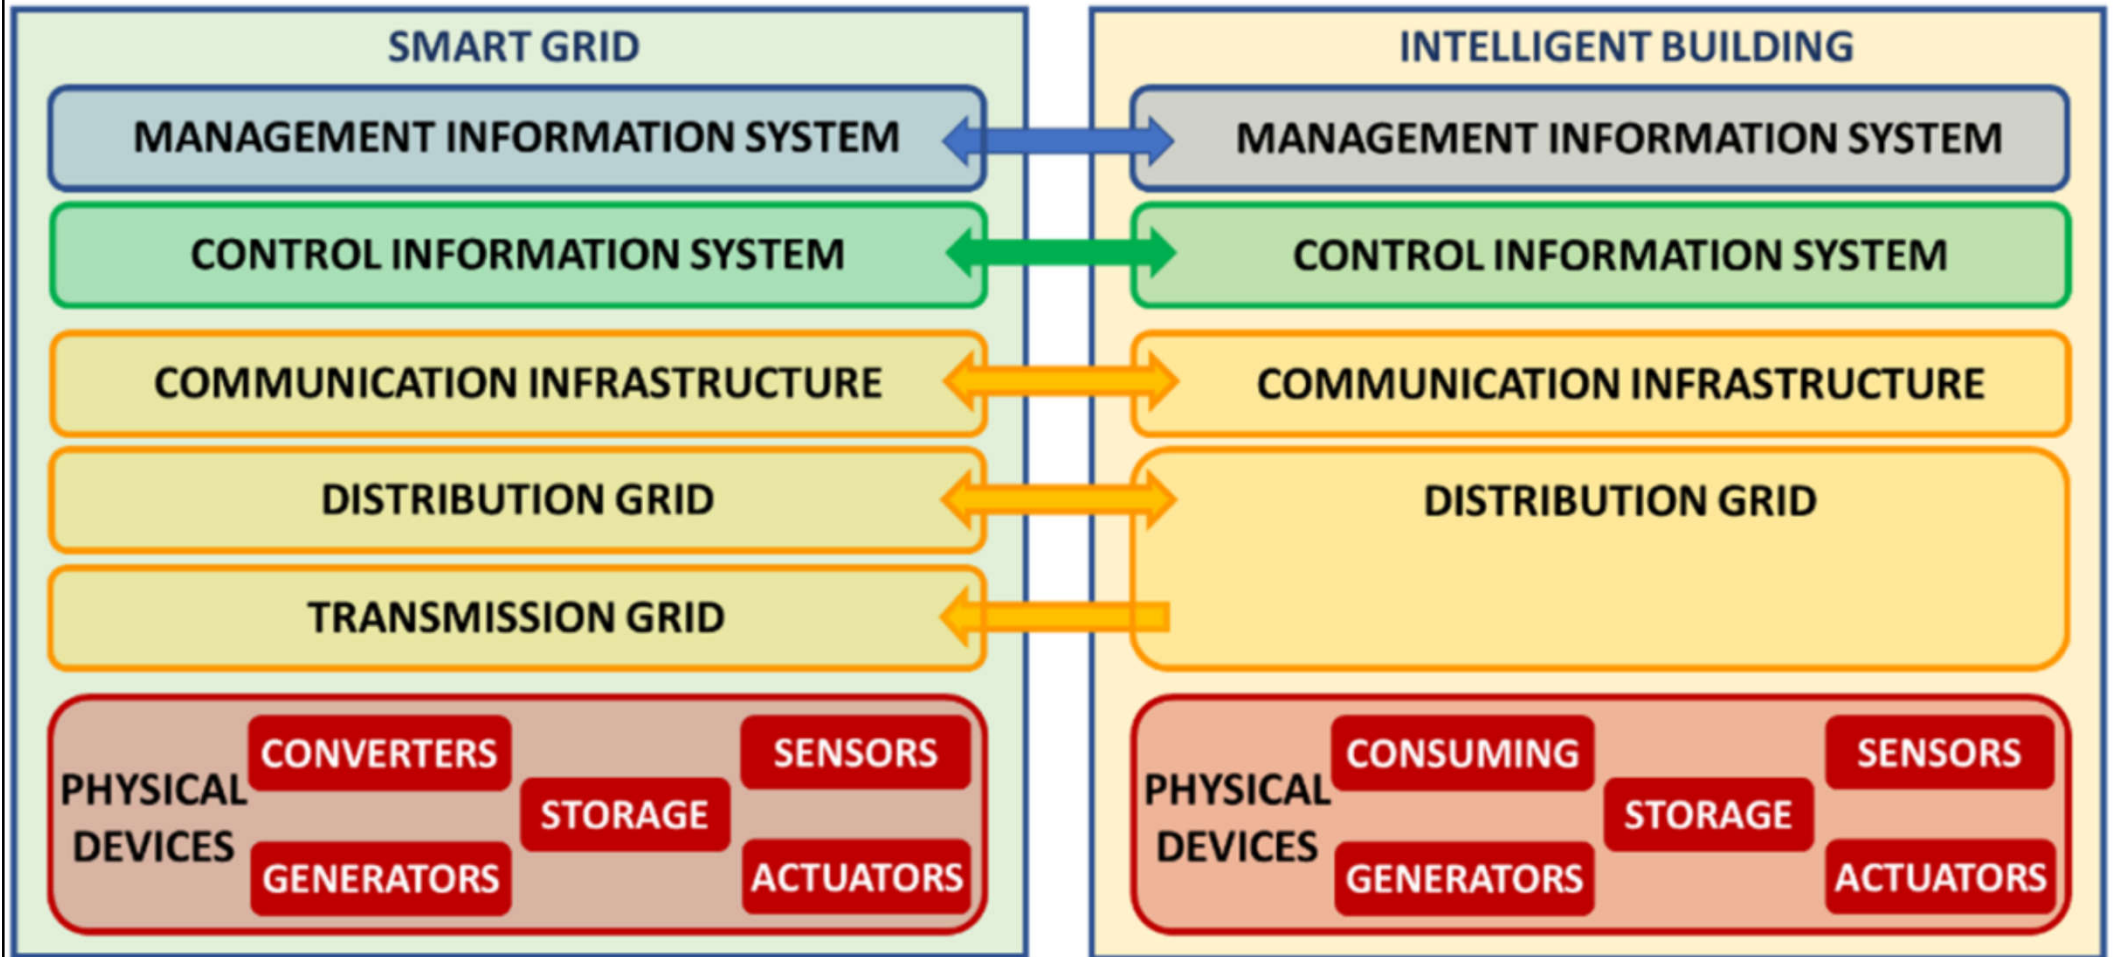 SMART GRID
MANAGEMENT INFORMATION SYSTEM
CONTROL INFORMATION SYSTEM
COMMUNICATION INFRASTRUCTURE
DISTRIBUTION GRID
TRANSMISSION GRID
PHYSICAL
DEVICES
CONVERTERS
SENSORS
STORAGE
GENERATORS
ACTUATORS
INTELLIGENT BUILDING
MANAGEMENT INFORMATION SYSTEM
CONTROL INFORMATION SYSTEM
COMMUNICATION INFRASTRUCTURE
DISTRIBUTION GRID
PHYSICAL
DEVICES
CONSUMING
SENSORS
STORAGE
GENERATORS
ACTUATORS